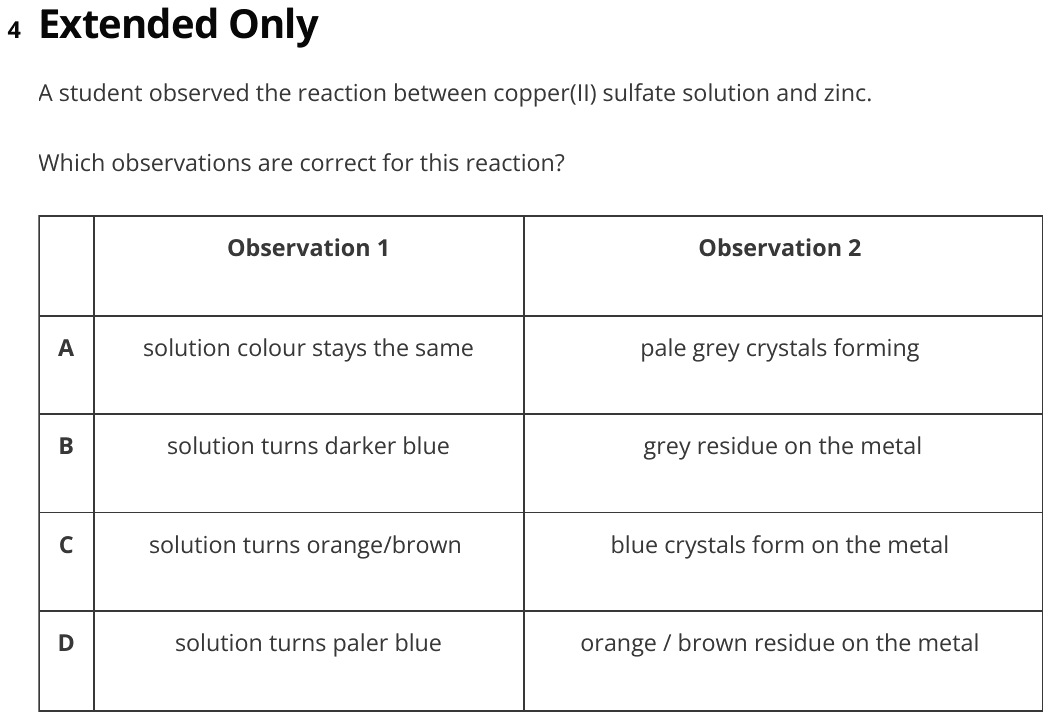 4 Extended Only
A student observed the reaction between copper(II) sulfate solution and zinc.
Which observations are correct for this reaction?
Observation 1 Observation 2
A solution colour stays the same pale grey crystals forming
B solution turns darker blue grey residue on the metal
C solution turns orange/brown blue crystals form on the metal
D solution turns paler blue orange / brown residue on the metal